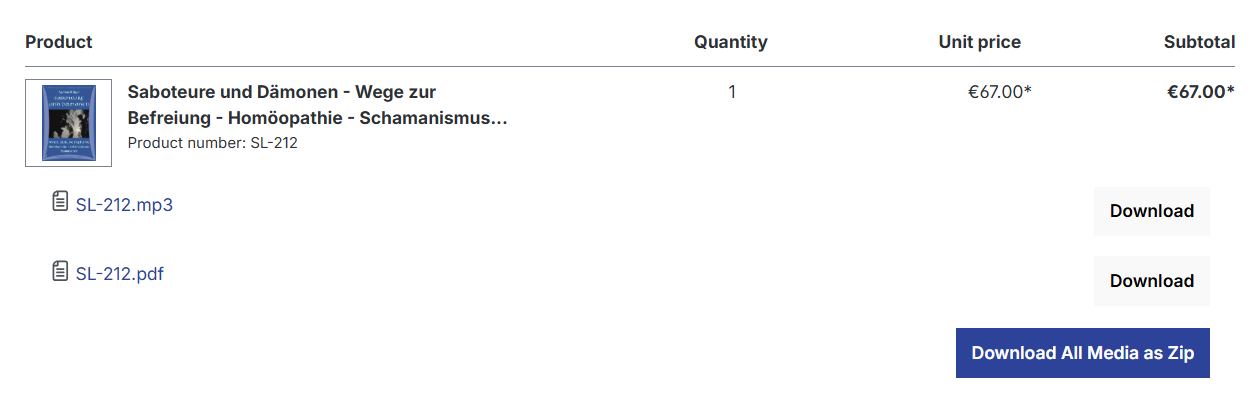 Product Quantity Unit price Subtotal
Saboteure und Dämonen - Wege zur
Befreiung - Homöopathie - Schamanismus...
Product number: SL-212
1 €67.00* €67.00*
SL-212.mp3 Download
SL-212.pdf Download
Download All Media as Zip